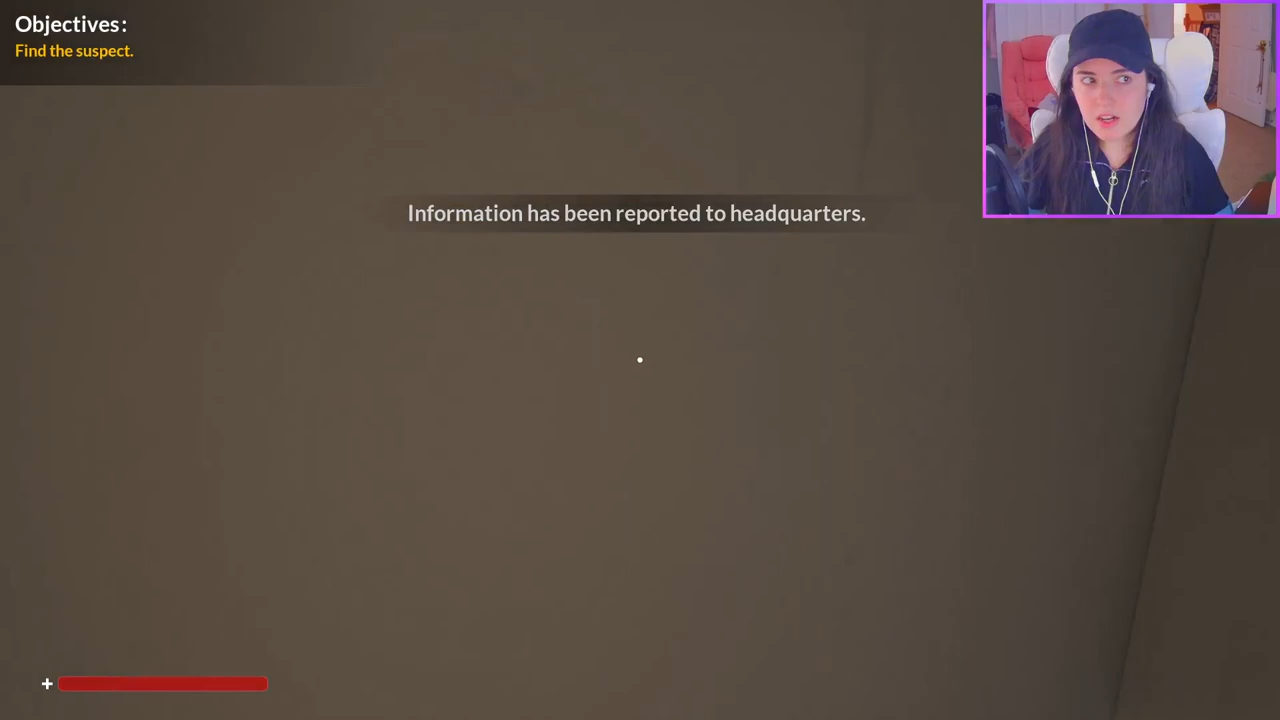 Objectives:
Find the suspect.
Information has been reported to headquarters.